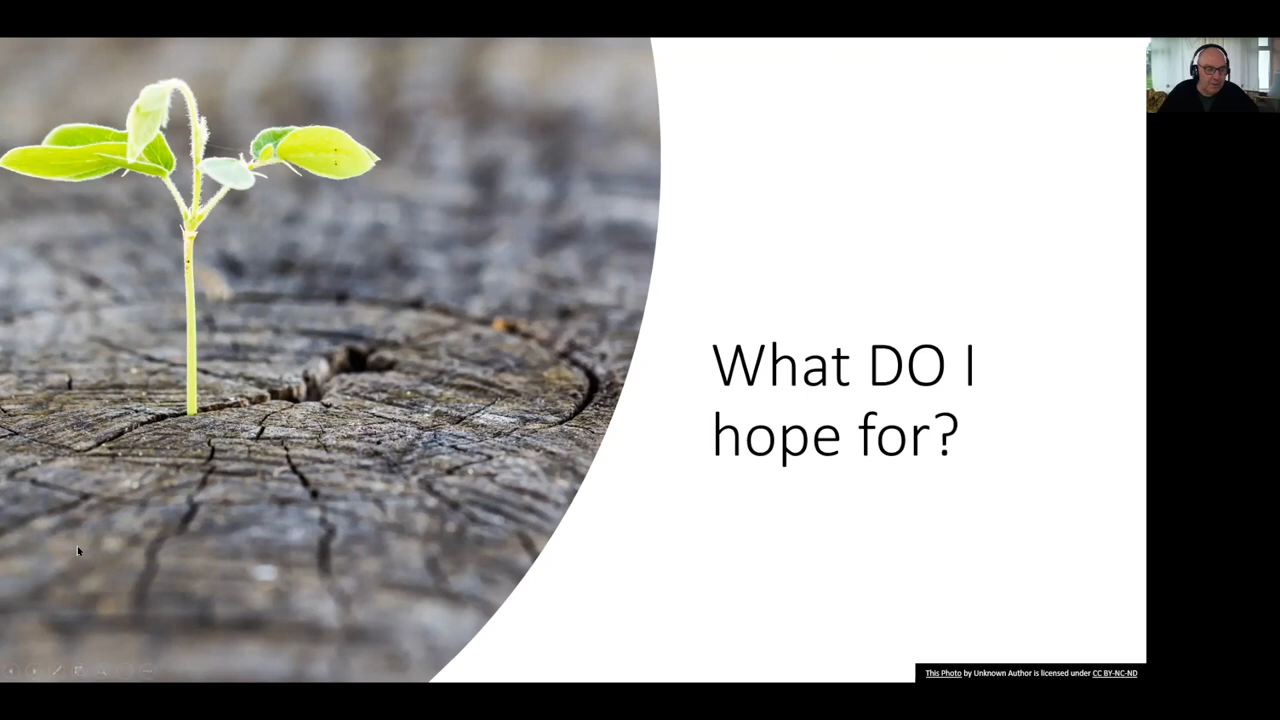 What DO I
hope for?
This Photo by Unknown Author is licensed under CC BY-NC-ND